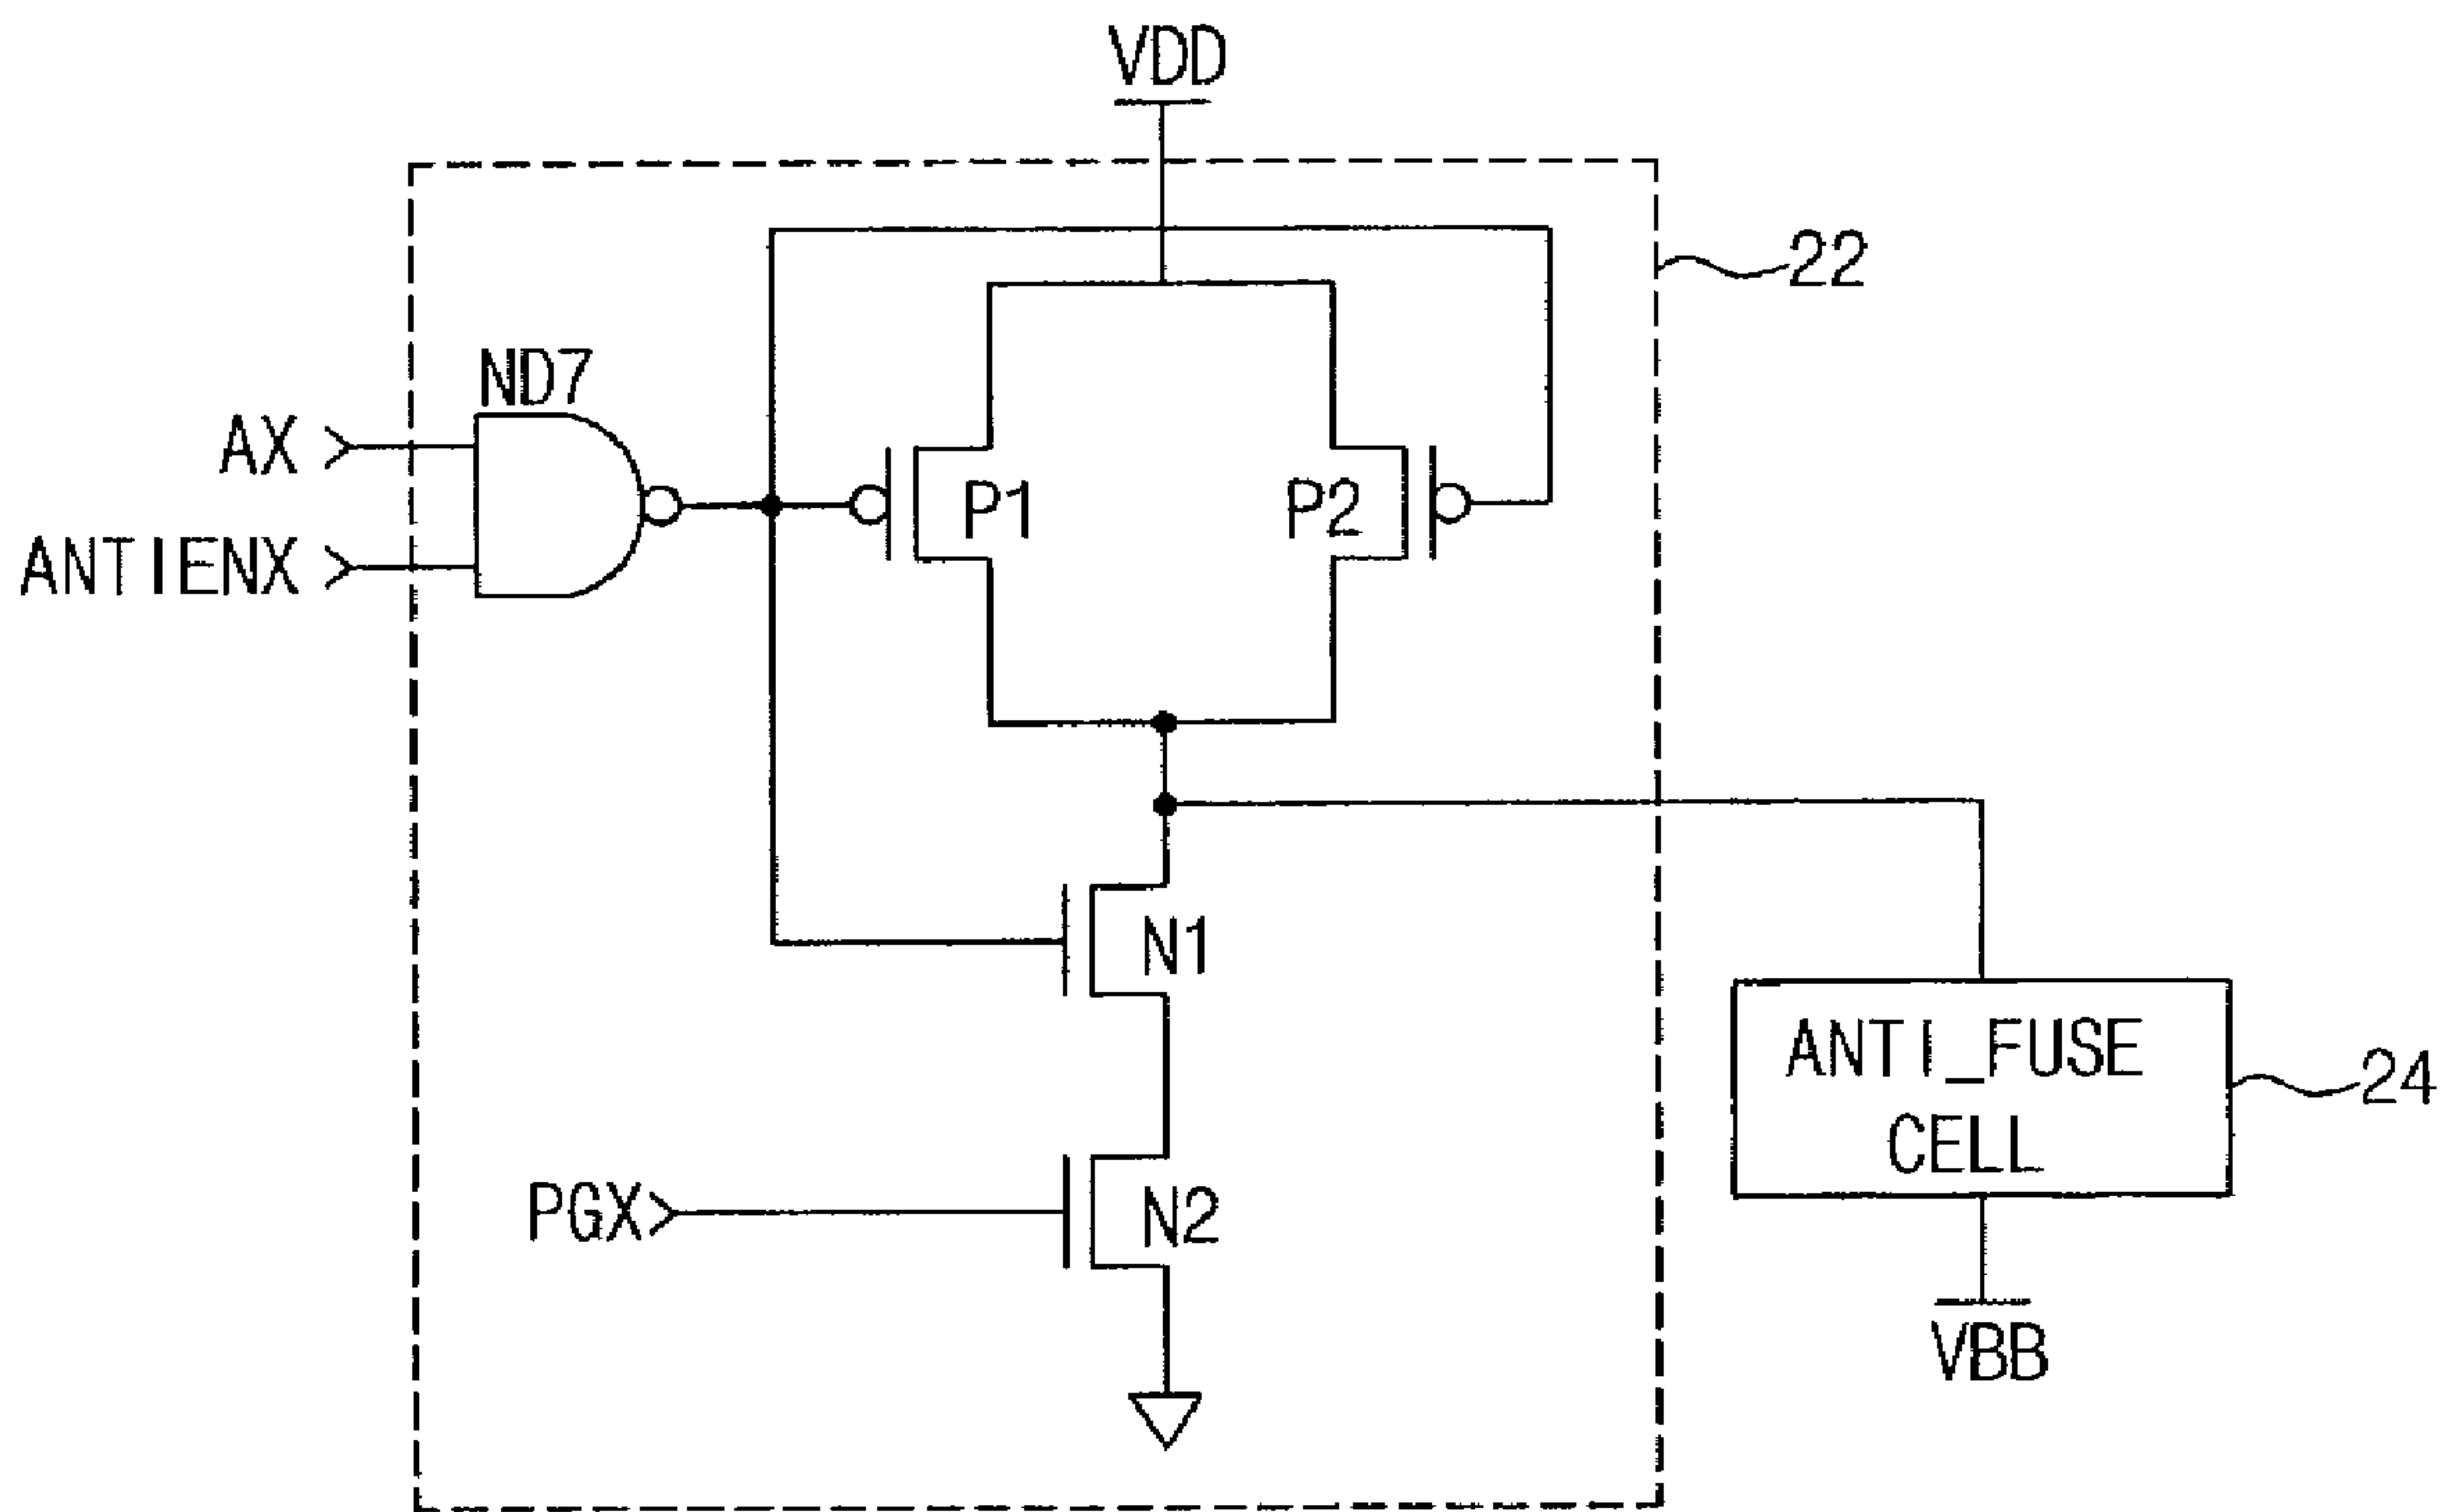 VDD
22
ND7
AX
P1
P2
ANTIENX
N1
ANTI_FUSE
CELL
24
PGX
N2
VBB